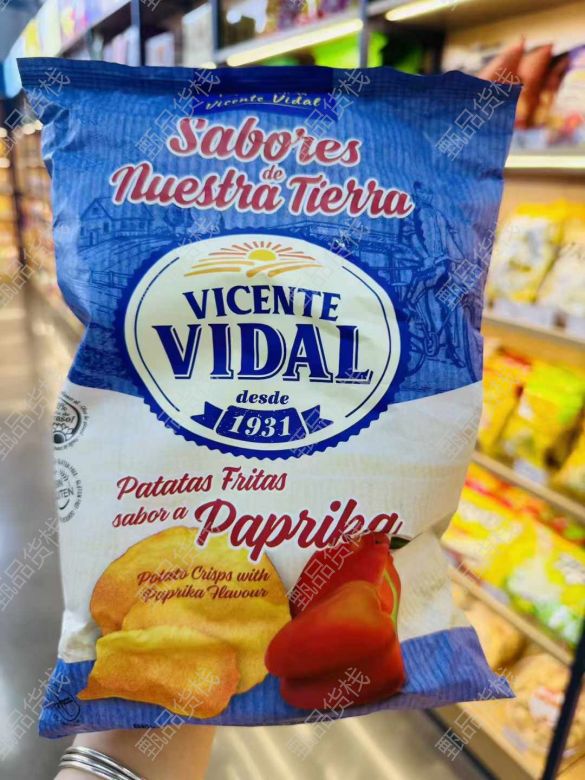 Vicente Vidal
Sabores
de
Nuestra Tierra
VICENTE
VIDAL
desde
1931
Patatas Fritas
sabor a Paprika
Potato Crisps with
Paprika Flavour
甄品货栈